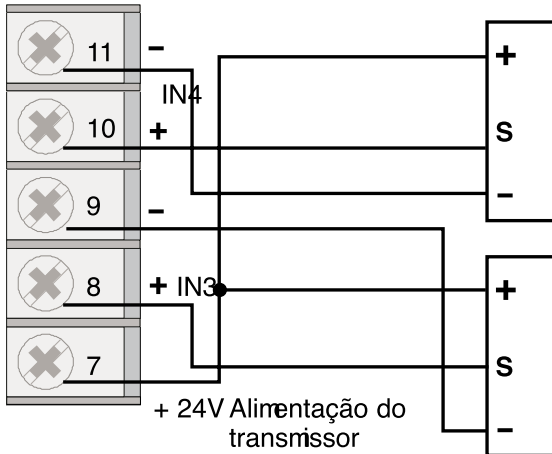 11 − +
IN4
10 + S
9 − −
8 + IN3 +
7 S
+ 24V Alimentação do
transmissor −